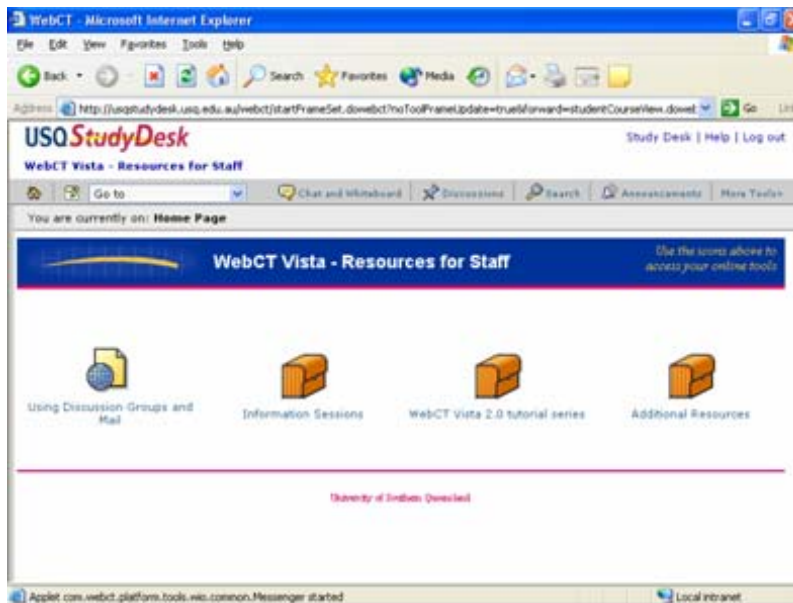 WebCT - Microsoft Internet Explorer
File Edit View Favorites Tools Help
Back Search Favorites Media
Address http://usqstudydesk.usq.edu.au/webct/startFrameSet.dowebct?noToolFrameUpdate=true&forward=studentCourseView.dowebt Go
USQStudyDesk
Study Desk | Help | Log out
WebCT Vista - Resources for Staff
Go to Chat and Whiteboard Discussions Search Announcements More Tools
You are currently on: Home Page
WebCT Vista - Resources for Staff
Use the icons above to
access your online tools
Using Discussion Groups and
Mail
Information Sessions
WebCT Vista 2.0 tutorial series
Additional Resources
University of Southern Queensland
Applet com.webct.platform.tools.wio.common.Messenger started Local intranet